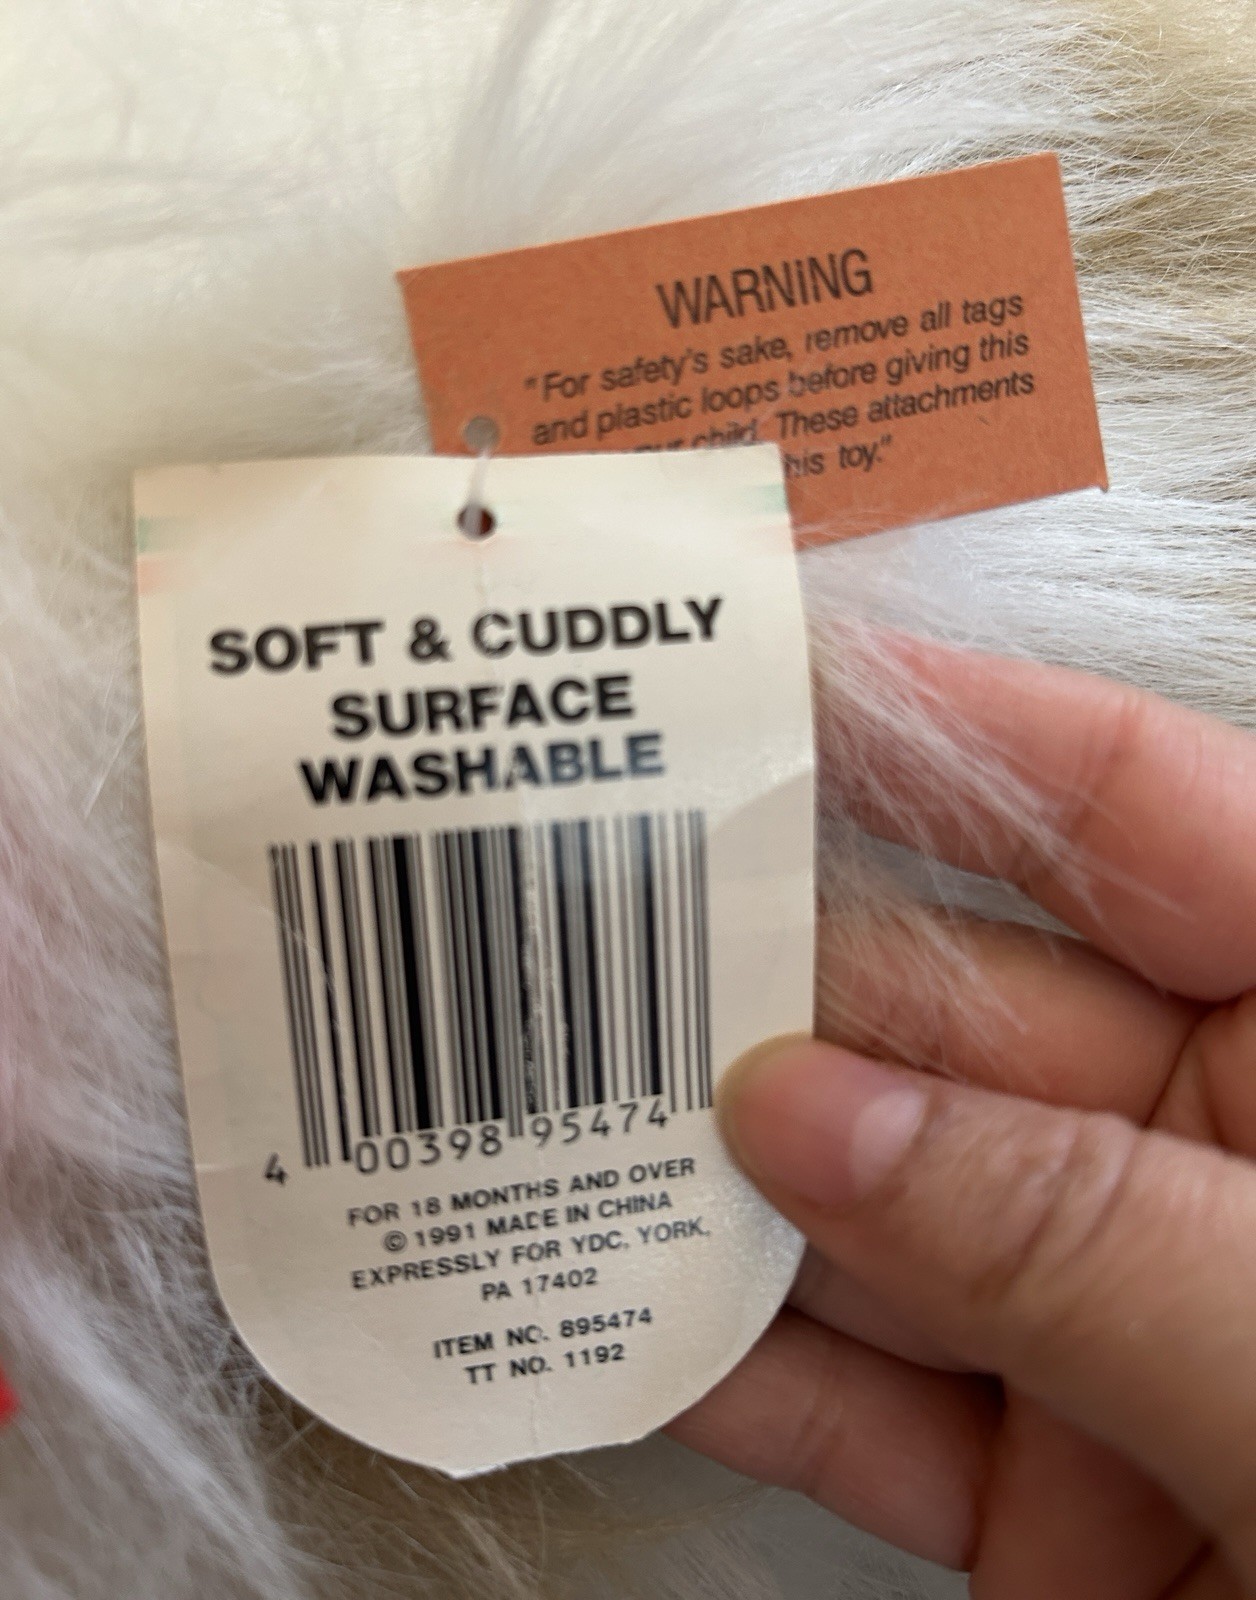 WARNING
"For safety's sake, remove all tags
and plastic loops before giving this
child. These attachments
this toy."
SOFT & CUDDLY
SURFACE
WASHABLE
4 00398 95474
FOR 18 MONTHS AND OVER
© 1991 MADE IN CHINA
EXPRESSLY FOR YDC, YORK,
PA 17402
ITEM NO. 895474
TT NO. 1192